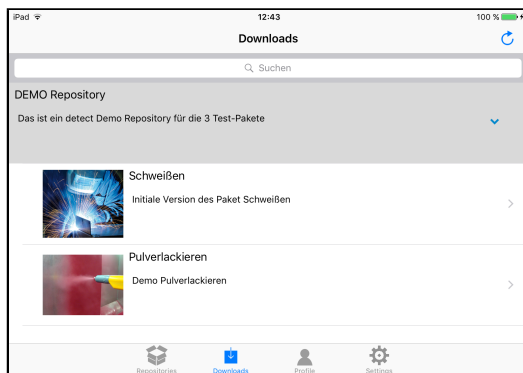 iPad 12:43 100 %
Downloads
Suchen
DEMO Repository
Das ist ein detect Demo Repository für die 3 Test-Pakete
Schweißen
Initiale Version des Paket Schweißen
Pulverlackieren
Demo Pulverlackieren
Repositories Downloads Profile Settings